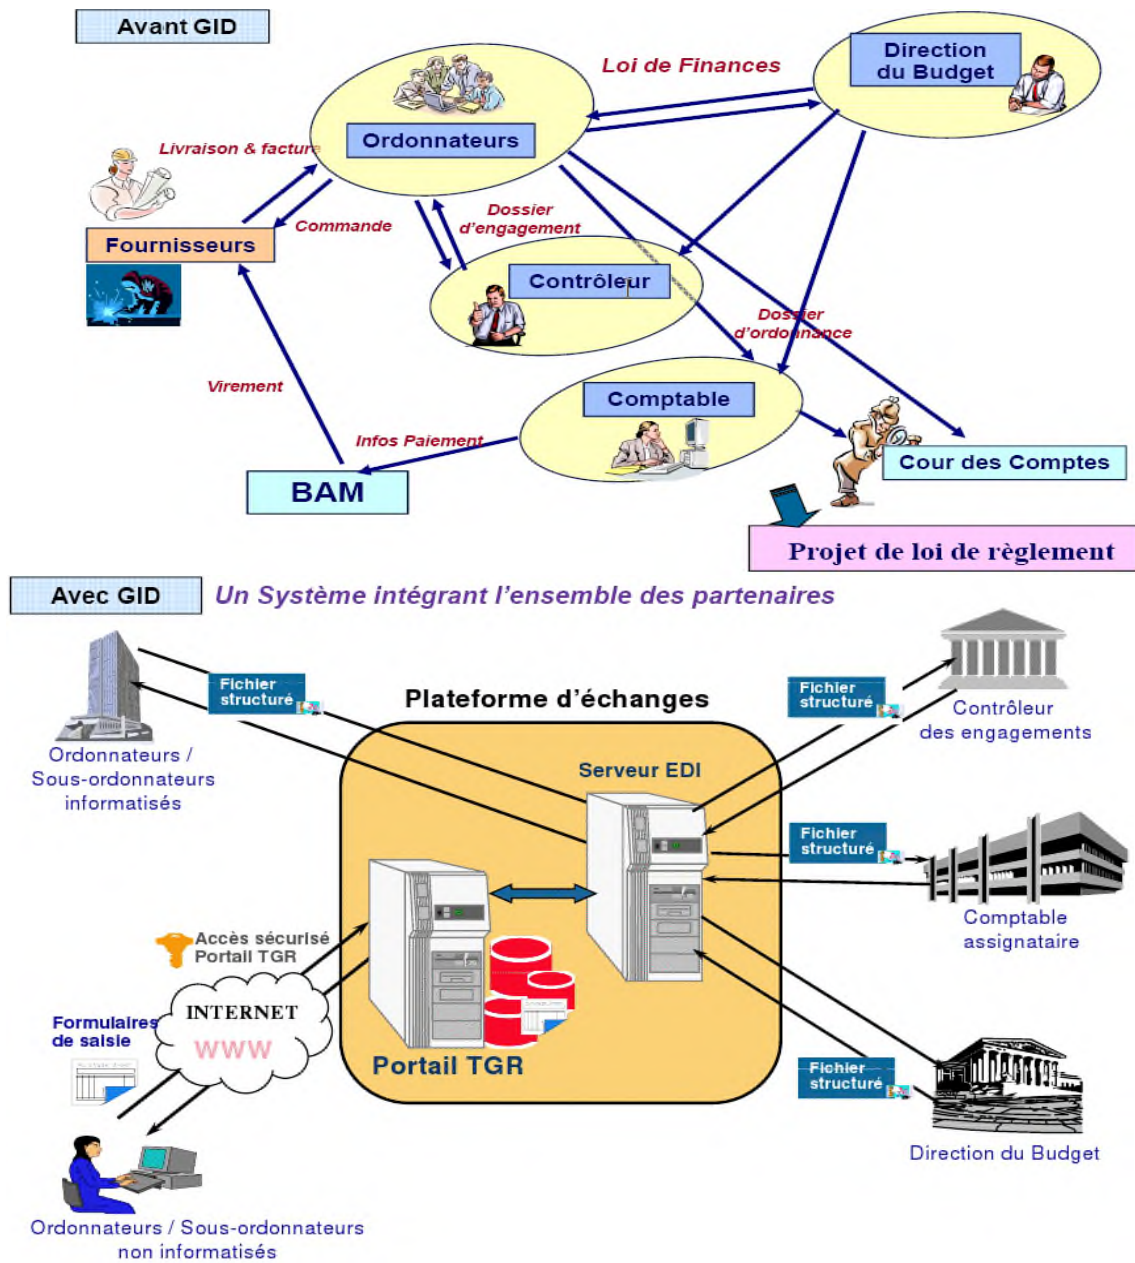 Avant GID
Loi de Finances
Direction
du Budget
Ordonnateurs
Livraison & facture
Fournisseurs
Commande
Dossier
d'engagement
Contrôleur
Dossier
d'ordonnance
Virement
Comptable
Infos Paiement
BAM
Cour des Comptes
Projet de loi de règlement
Avec GID
Un Système intégrant l'ensemble des partenaires
Fichier
structuré
Plateforme d'échanges
Fichier
structuré
Contrôleur
des engagements
Ordonnateurs /
Sous-ordonnateurs
informatisés
Serveur EDI
Fichier
structuré
Comptable
assignataire
Accès sécurisé
Portail TGR
INTERNET
WWW
Formulaires
de saisie
Portail TGR
Fichier
structuré
Direction du Budget
Ordonnateurs / Sous-ordonnateurs
non informatisés